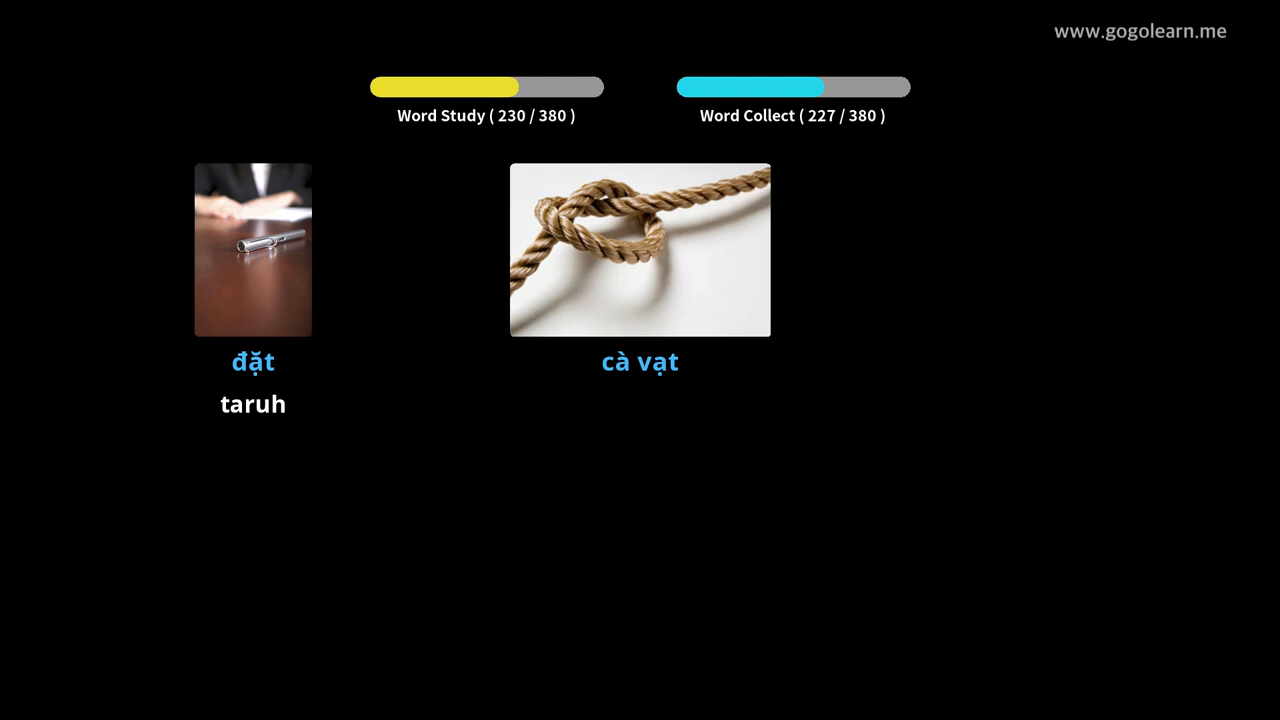 www.gogolearn.me
Word Study ( 230 / 380 )
Word Collect ( 227 / 380 )
đặt
cà vạt
taruh